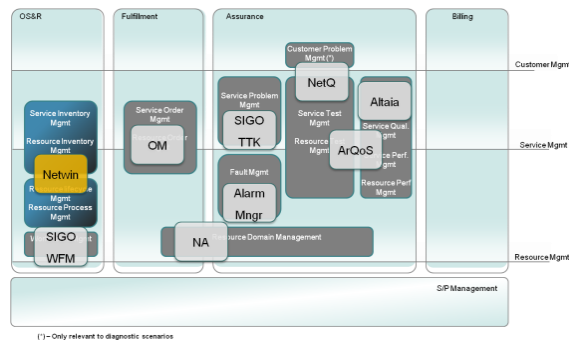 OS&R
Fulfillment
Assurance
Billing
Customer Problem
Mgmt (*)
Customer Mgmt
NetQ
Altaia
Service Problem
Mgmt
SIGO
TTK
Service Inventory
Mgmt
Resource Inventory
Mgmt
Netwin
Service Order
Mgmt
OM
Service Test
Mgmt
Mgmt
Service Qual.
Mgmt
ArQoS
Perf.
Mgmt
Resource Perf
Mgmt
Service Mgmt
Fault Mgmt
Alarm
Mngr
Mgmt
Resource Process
Mgmt
SIGO
WFM
NA
Resource Domain Management
Resource Mgmt
S/P Management
(*) – Only relevant to diagnostic scenarios